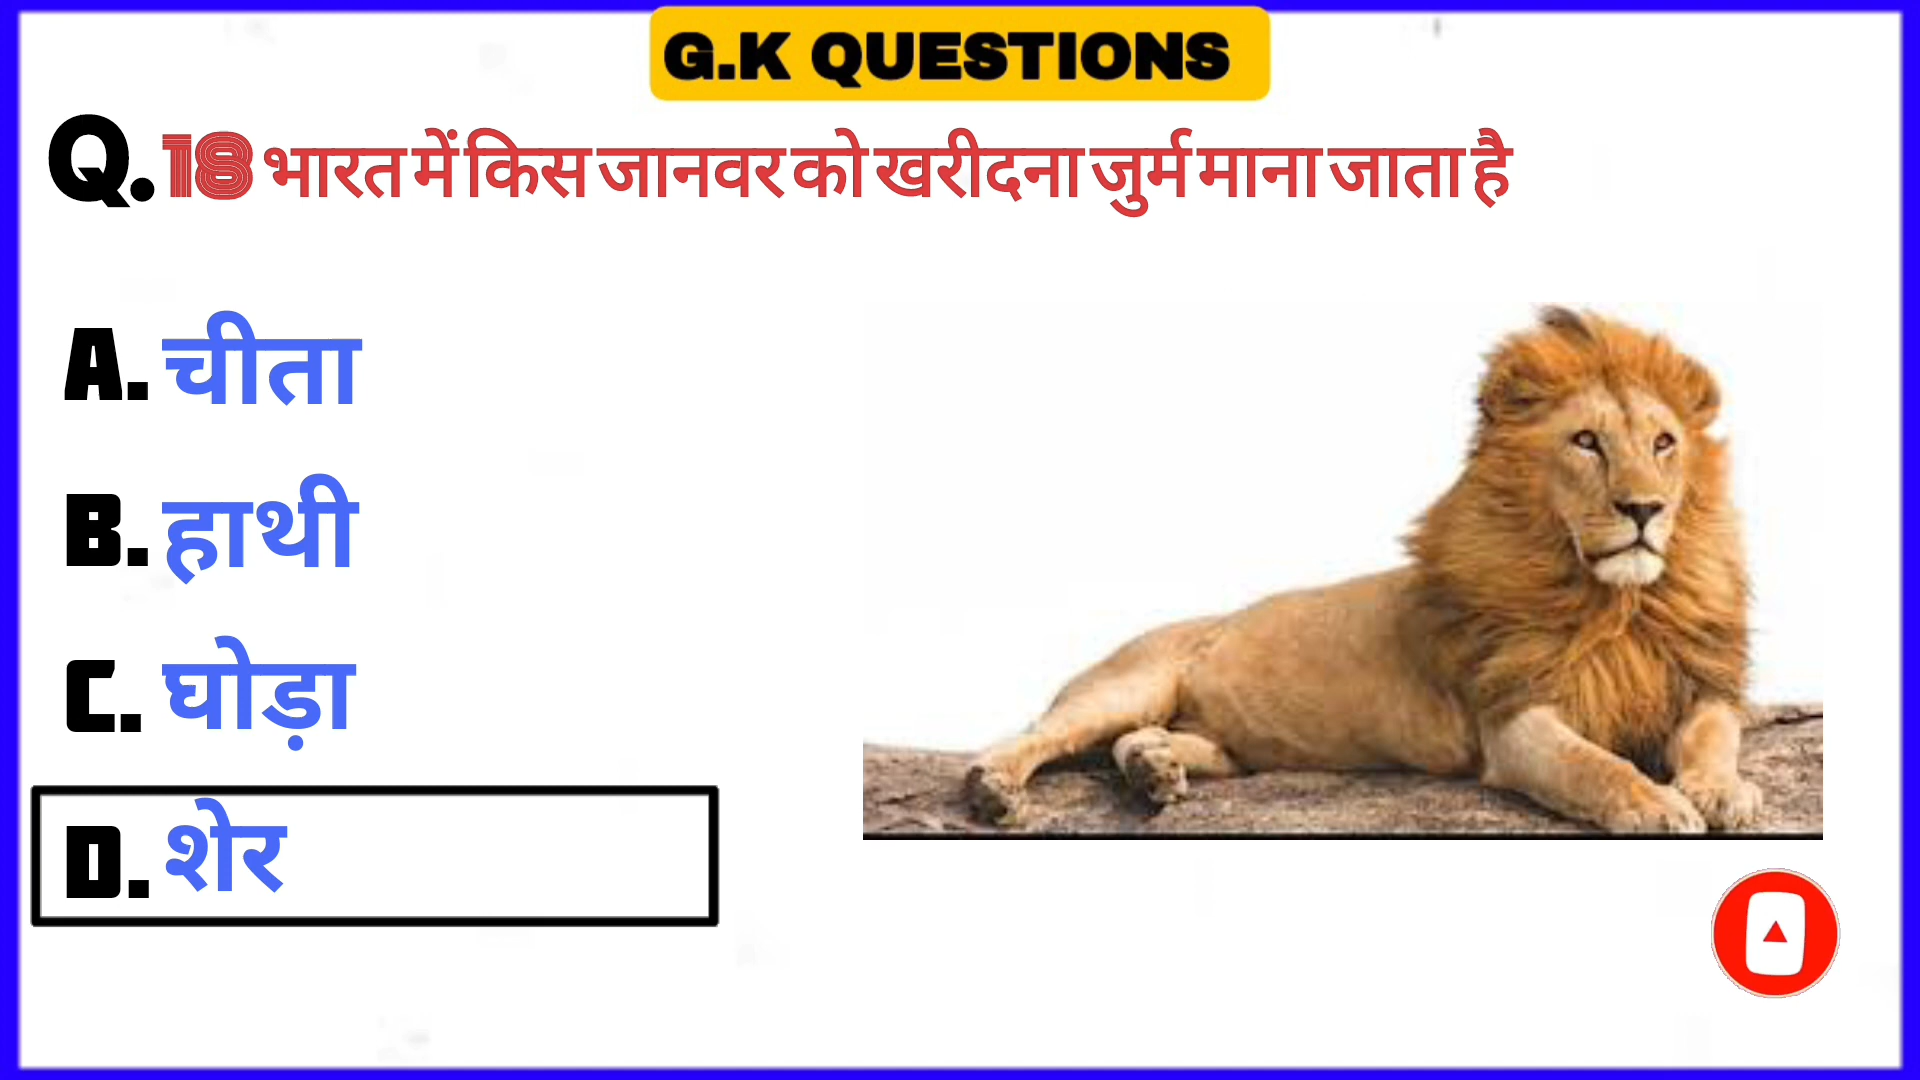 G.K QUESTIONS
Q. 18 भारत में किस जानवर को खरीदना जुर्म माना जाता है
A. चीता
B. हाथी
C. घोड़ा
D. शेर